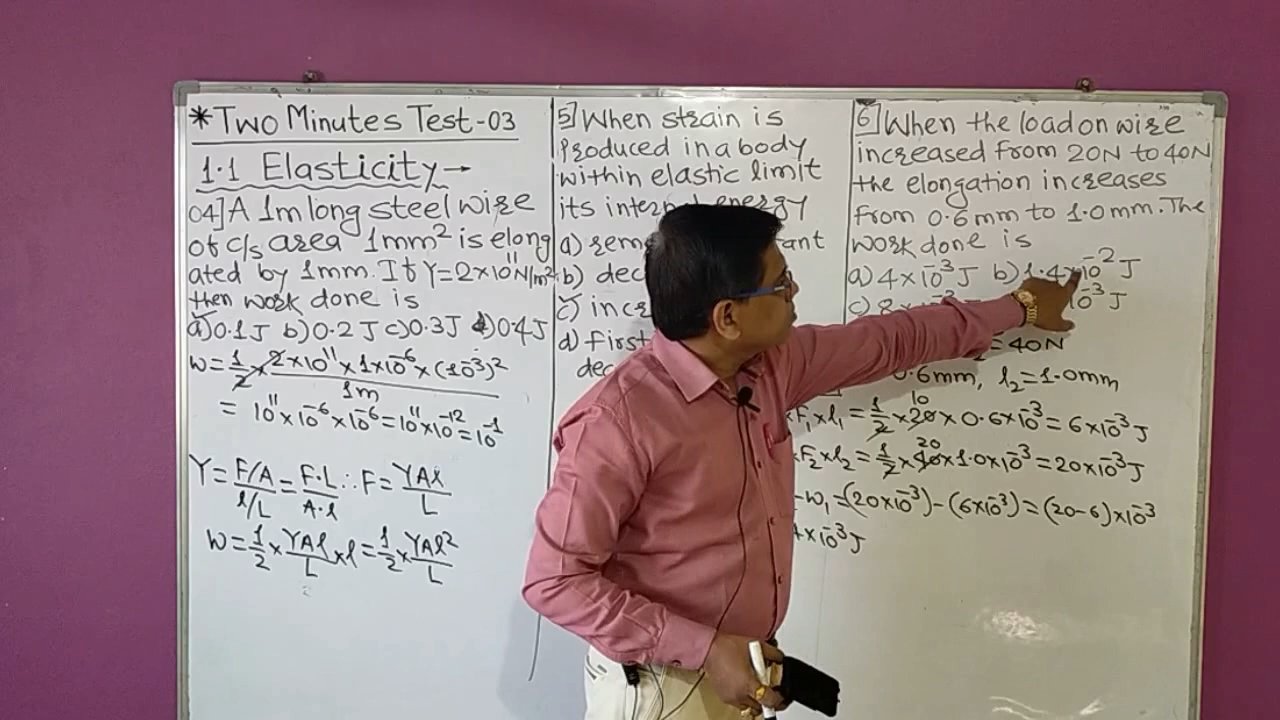 *Two Minutes Test-03
1.1 Elasticity→
04] A 1m long steel wire
of c/s area 1mm² is elong
ated by 1mm. If Y=2×10¹¹N/m².
then work done is
a) 0.1J b) 0.2J c) 0.3J d) 0.4J
W=1/2×2×10¹¹×1×10⁻⁶×(10⁻³)²
1m
= 10¹¹×10⁻⁶×10⁻⁶=10¹¹×10⁻¹²=10⁻¹
Y=F/A/l/L=F·L/A·l∴F=YAl/L
W=1/2×YAl/L×l=1/2×YAl²/L
5] When strain is
Produced in a body
within elastic limit
its energy
a)
b) dec
c) inc
d) first
dec
6] When the load on wire
increased from 20N to 40N
the elongation increases
from 0.6mm to 1.0mm. The
work done is
a) 4×10⁻³J b) 1.4×10⁻²J
c) 10⁻³J
=40N
0.6mm, l₂=1.0mm
F₁×l₁=1/2×20×0.6×10⁻³=6×10⁻³J
10
×F₂×l₂=1/2×40×1.0×10⁻³=20×10⁻³J
20
-W₁=(20×10⁻³)-(6×10⁻³)=(20-6)×10⁻³
×10⁻³J